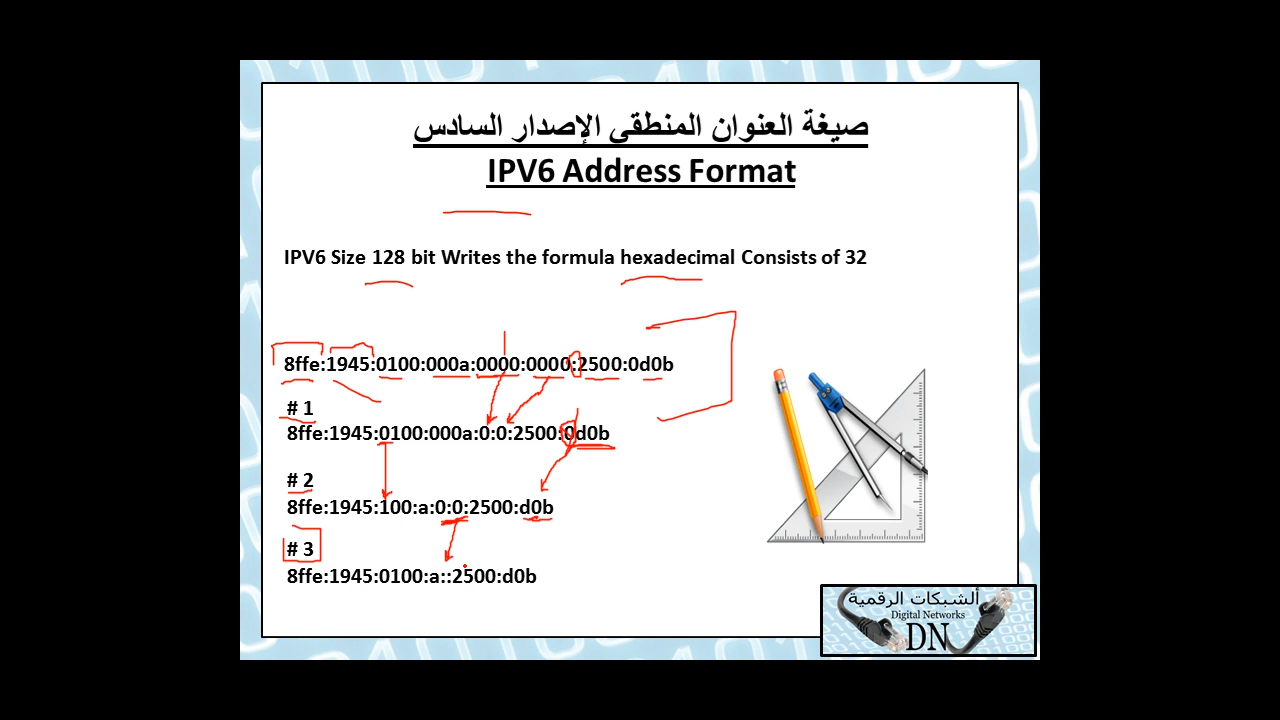 صيغة العنوان المنطقي الإصدار السادس
IPV6 Address Format
IPV6 Size 128 bit Writes the formula hexadecimal Consists of 32
8ffe:1945:0100:000a:0000:0000:2500:0d0b
# 1
8ffe:1945:0100:000a:0:0:2500:0d0b
# 2
8ffe:1945:100:a:0:0:2500:d0b
# 3
8ffe:1945:0100:a::2500:d0b
ألشبكات الرقمية
Digital Networks
DN